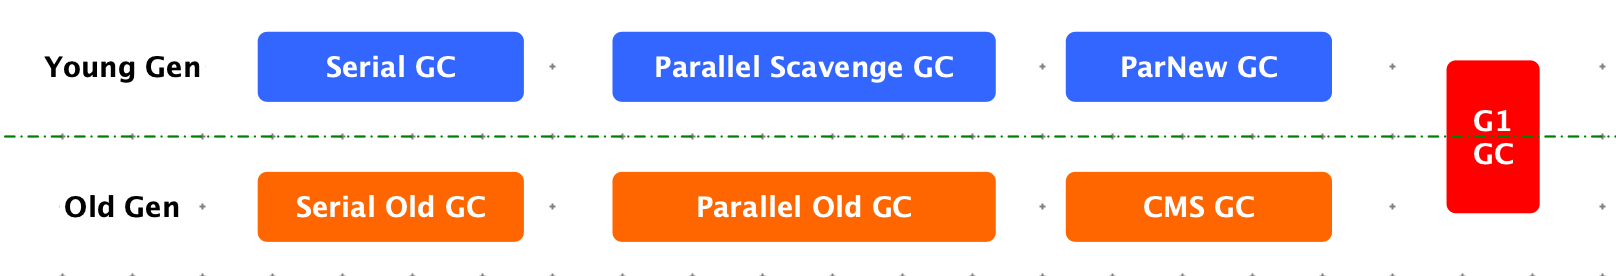 Young Gen
Serial GC
Parallel Scavenge GC
ParNew GC
G1
GC
Old Gen
Serial Old GC
Parallel Old GC
CMS GC